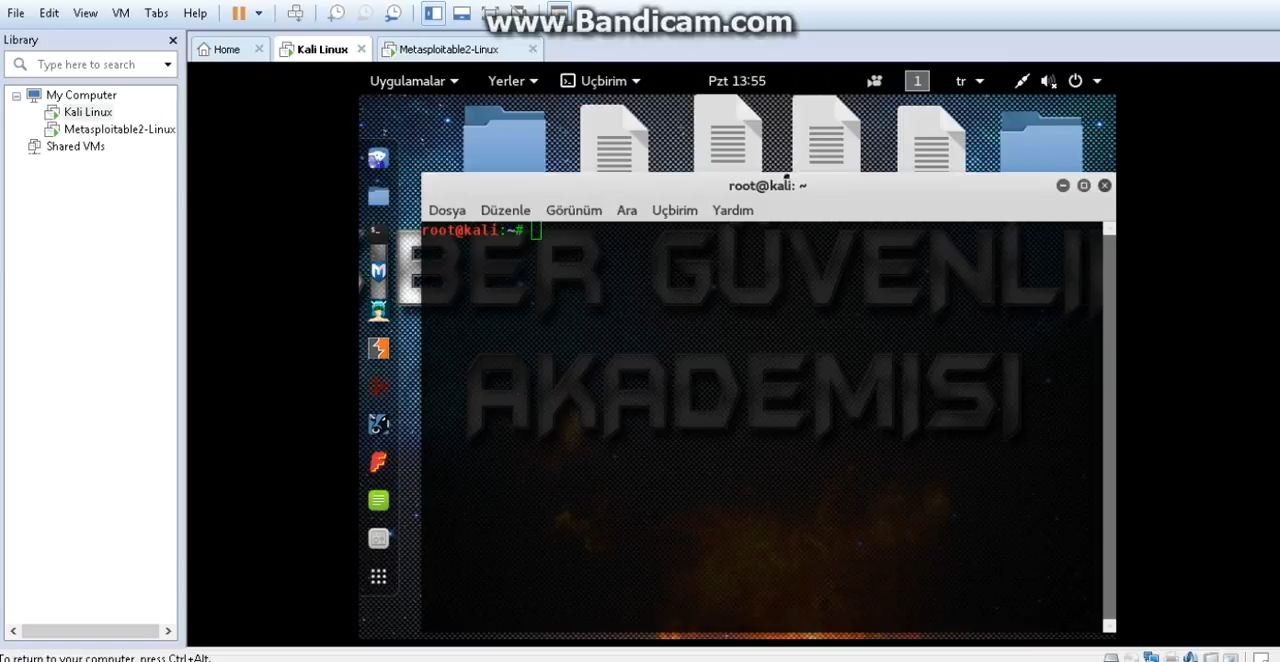 File Edit View VM Tabs Help
www.Bandicam.com
Library
Type here to search
My Computer
Kali Linux
Metasploitable2-Linux
Shared VMs
Home
Kali Linux
Metasploitable2-Linux
Uygulamalar Yerler Uçbirim Pzt 13:55 1 tr
root@kali: ~
Dosya Düzenle Görünüm Ara Uçbirim Yardım
root@kali:~#
BER GÜVENLİ
AKADEMISI
To return to your computer, press Ctrl+Alt.